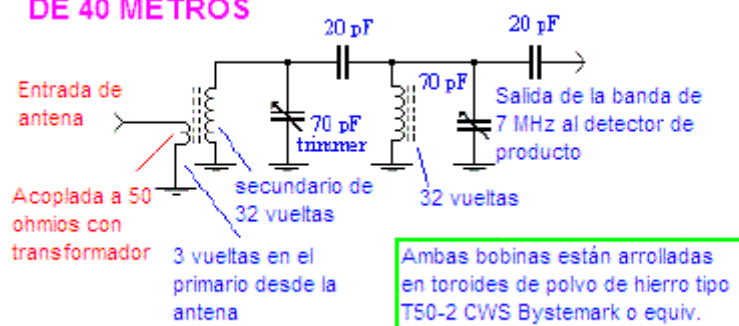 DE 40 METROS
20 pF
20 pF
Entrada de
antena
70 pF
trimmer
70 pF
Salida de la banda de
7 MHz al detector de
producto
Acoplada a 50
ohmios con
transformador
secundario de
32 vueltas
32 vueltas
3 vueltas en el
primario desde la
antena
Ambas bobinas están arrolladas
en toroides de polvo de hierro tipo
T50-2 CWS Bystemark o equiv.